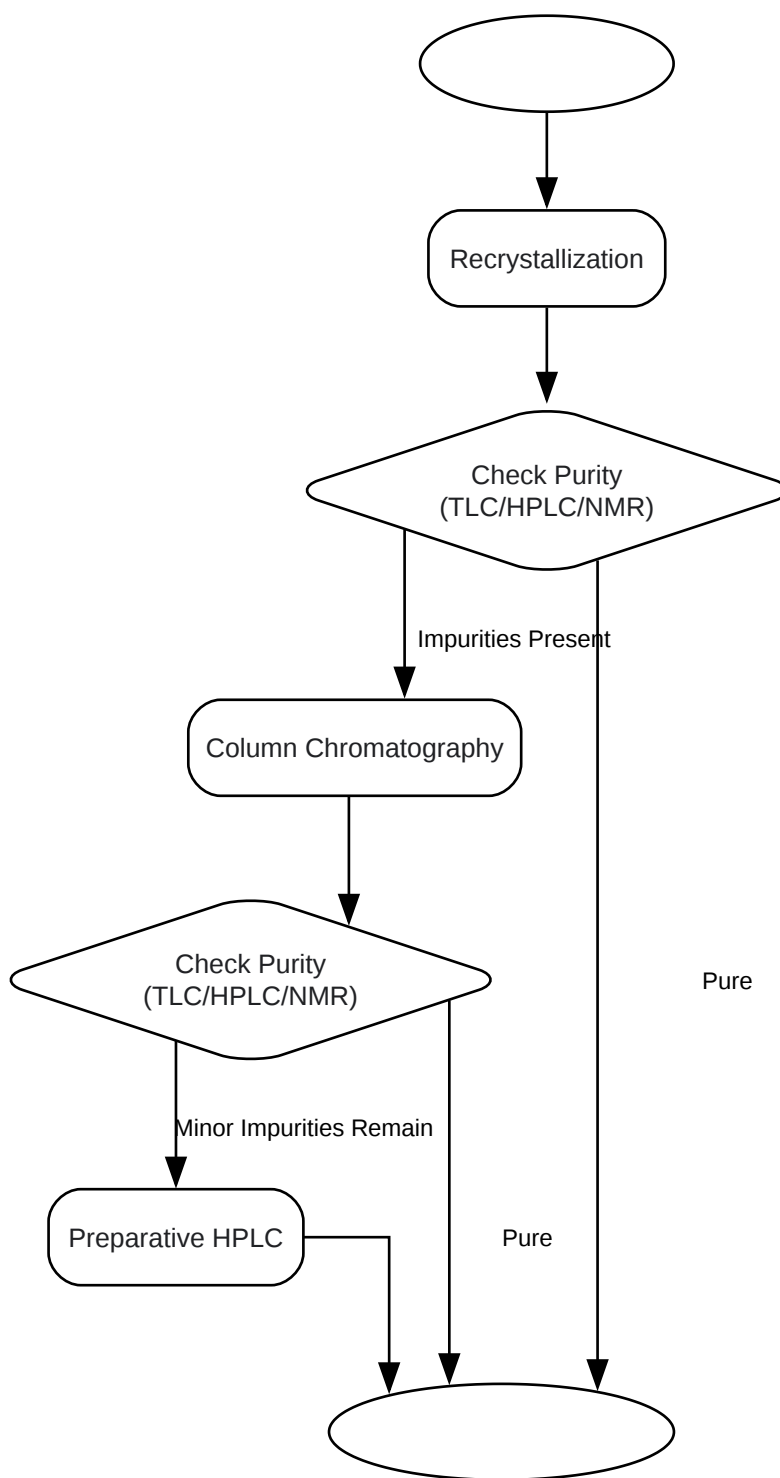 Recrystallization
Check Purity
(TLC/HPLC/NMR)
Impurities Present
Column Chromatography
Check Purity
(TLC/HPLC/NMR)
Pure
Minor Impurities Remain
Preparative HPLC
Pure